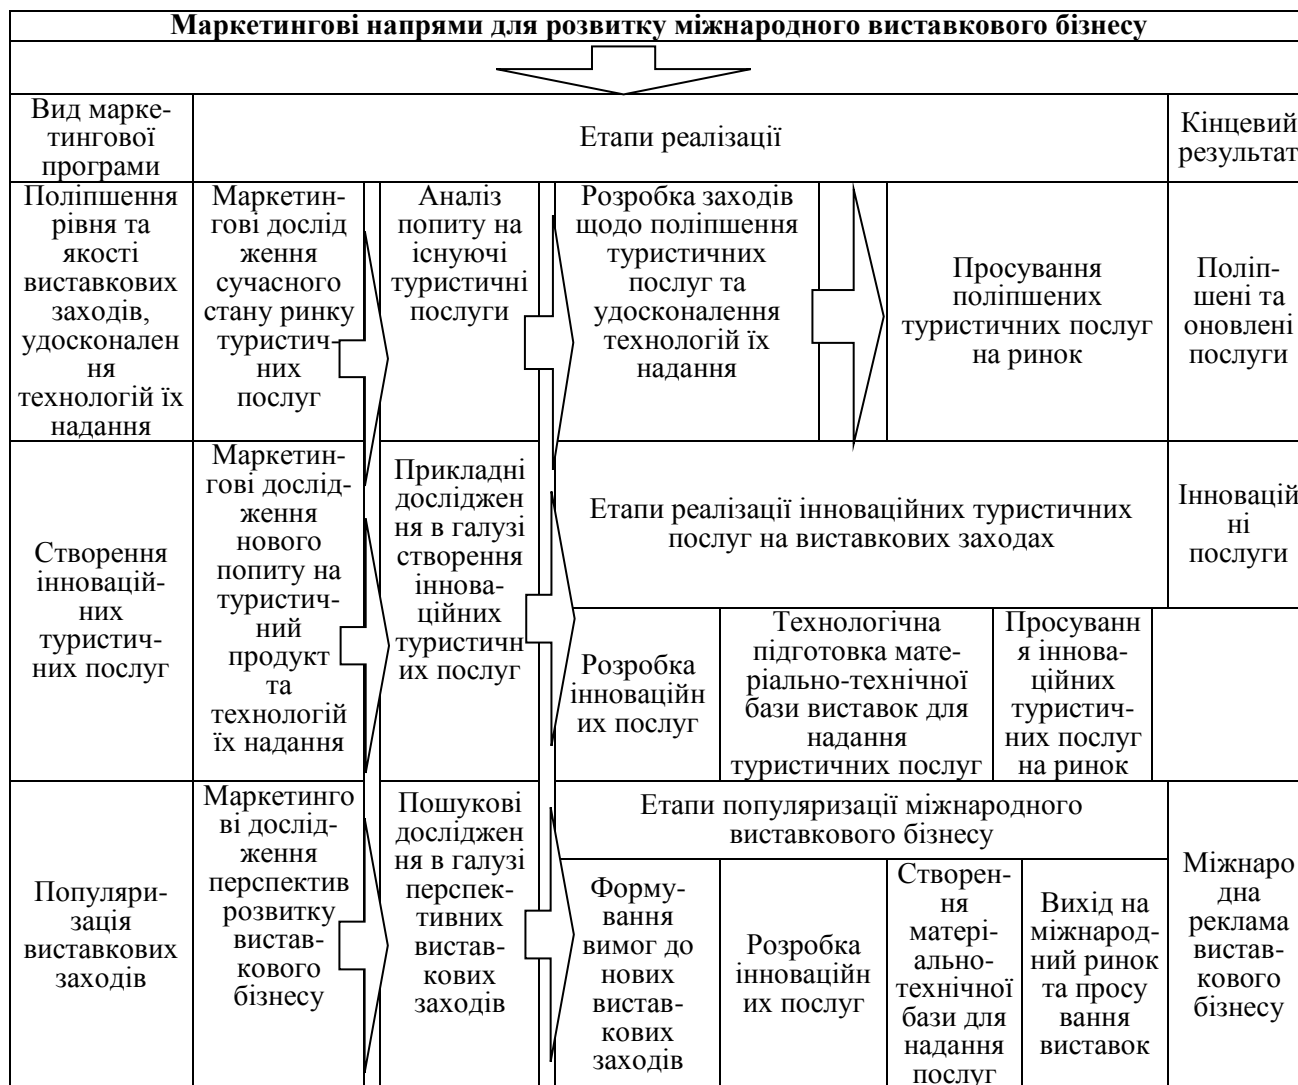 Маркетингові напрями для розвитку міжнародного виставкового бізнесу
Вид марке-
тингової
програми
Етапи реалізації
Кінцевий
результат
Поліпшення
рівня та
якості
виставкових
заходів,
удосконален
ня
технологій їх
надання
Маркетин-
гові дослід
ження
сучасного
стану ринку
туристич-
них
послуг
Аналіз
попиту на
існуючі
туристичні
послуги
Розробка заходів
щодо поліпшення
туристичних
послуг та
удосконалення
технологій їх
надання
Просування
поліпшених
туристичних послуг
на ринок
Поліп-
шені та
оновлені
послуги
Створення
інновацій-
них
туристич-
них послуг
Маркетин-
гові дослід-
ження
нового
попиту на
туристич-
ний
продукт
та
технологій
їх надання
Прикладні
дослiджен
ня в галузі
створення
іннова-
ційних
туристичн
их послуг
Етапи реалізації інноваційних туристичних
послуг на виставкових заходах
Інновацій
ні
послуги
Розробка
інноваційн
их послуг
Технологічна
підготовка мате-
ріально-технічної
бази виставок для
надання
туристичних послуг
Просуванн
я іннова-
ційних
туристич-
них послуг
на ринок
Популяри-
зація
виставкових
заходів
Маркетинго
ві дослід-
ження
перспектив
розвитку
вистав-
кового
бізнесу
Пошукові
дослiджен
ня в галузі
перспек-
тивних
вистав-
кових
заходів
Етапи популяризації міжнародного
виставкового бізнесу
Форму-
вання
вимог до
нових
вистав-
кових
заходів
Розробка
інноваційн
их послуг
Створен-
ня
матері-
ально-
технічної
бази для
надання
послуг
Вихід на
міжнарод-
ний ринок
та просу
вання
виставок
Міжнаро
дна
реклама
вистав-
кового
бізнесу